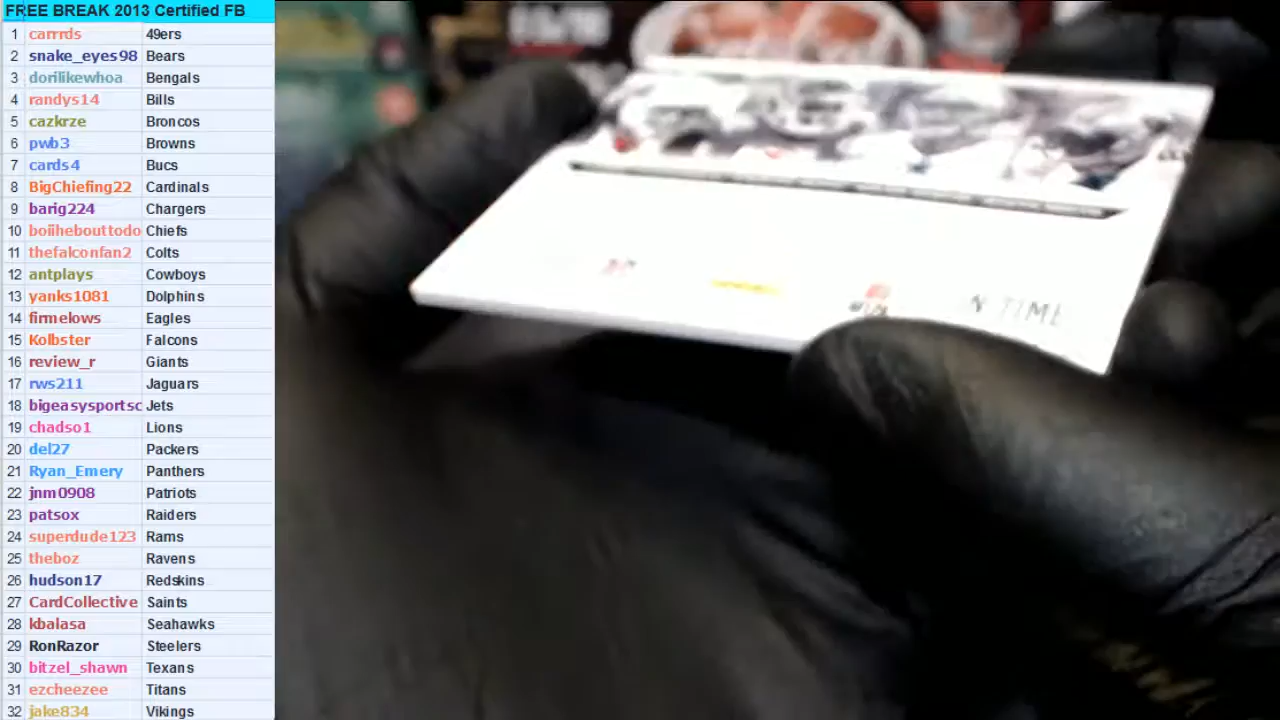 FREE BREAK 2013 Certified FB
1 carrrds 49ers
2 snake_eyes98 Bears
3 dorilikewhoa Bengals
4 randys14 Bills
5 cazkrze Broncos
6 pwb3 Browns
7 cards4 Bucs
8 BigChiefing22 Cardinals
9 barig224 Chargers
10 boiihebouttodo Chiefs
11 thefalconfan2 Colts
12 antplays Cowboys
13 yanks1081 Dolphins
14 firmelows Eagles
15 Kolbster Falcons
16 review_r Giants
17 rws211 Jaguars
18 bigeasysportsc Jets
19 chadso1 Lions
20 del27 Packers
21 Ryan_Emery Panthers
22 jnm0908 Patriots
23 patsox Raiders
24 superdude123 Rams
25 theboz Ravens
26 hudson17 Redskins
27 CardCollective Saints
28 kbalasa Seahawks
29 RonRazor Steelers
30 bitzel_shawn Texans
31 ezcheezee Titans
32 jake834 Vikings
N TIME